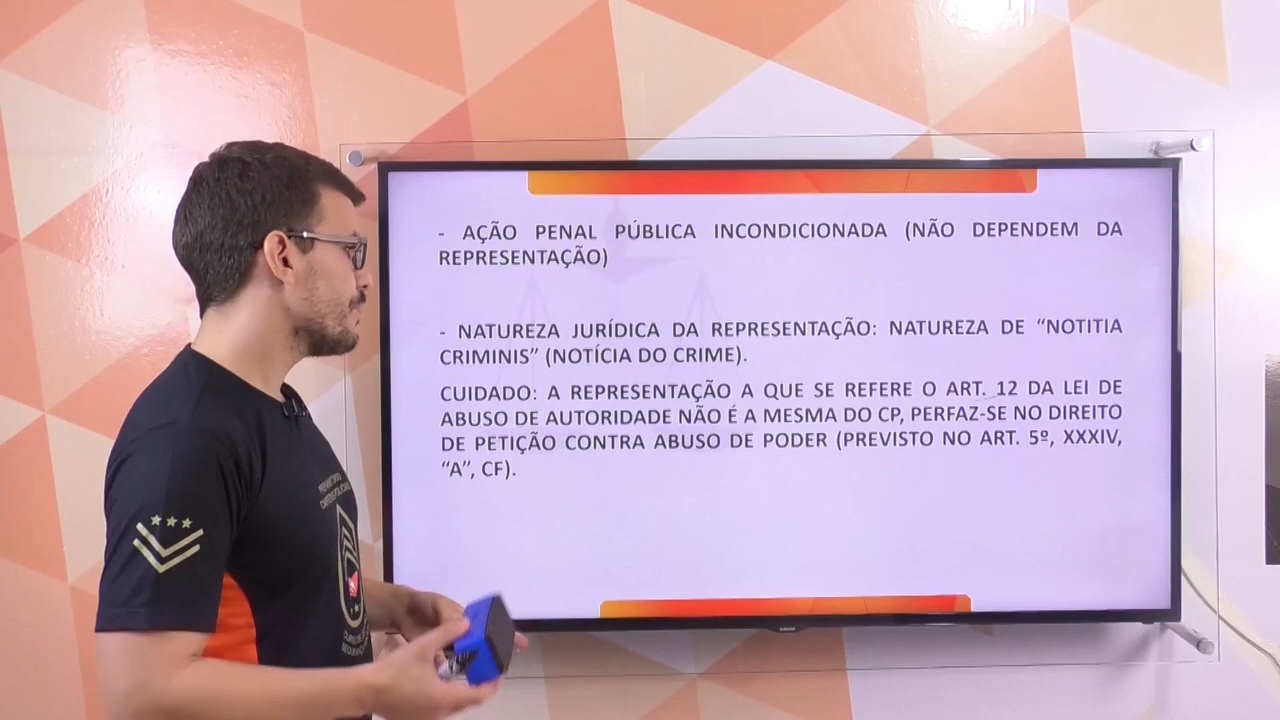 - AÇÃO PENAL PÚBLICA INCONDICIONADA (NÃO DEPENDEM DA
REPRESENTAÇÃO)
- NATUREZA JURÍDICA DA REPRESENTAÇÃO: NATUREZA DE “NOTITIA
CRIMINIS” (NOTÍCIA DO CRIME).
CUIDADO: A REPRESENTAÇÃO A QUE SE REFERE O ART. 12 DA LEI DE
ABUSO DE AUTORIDADE NÃO É A MESMA DO CP, PERFAZ-SE NO DIREITO
DE PETIÇÃO CONTRA ABUSO DE PODER (PREVISTO NO ART. 5º, XXXIV,
“A”, CF).